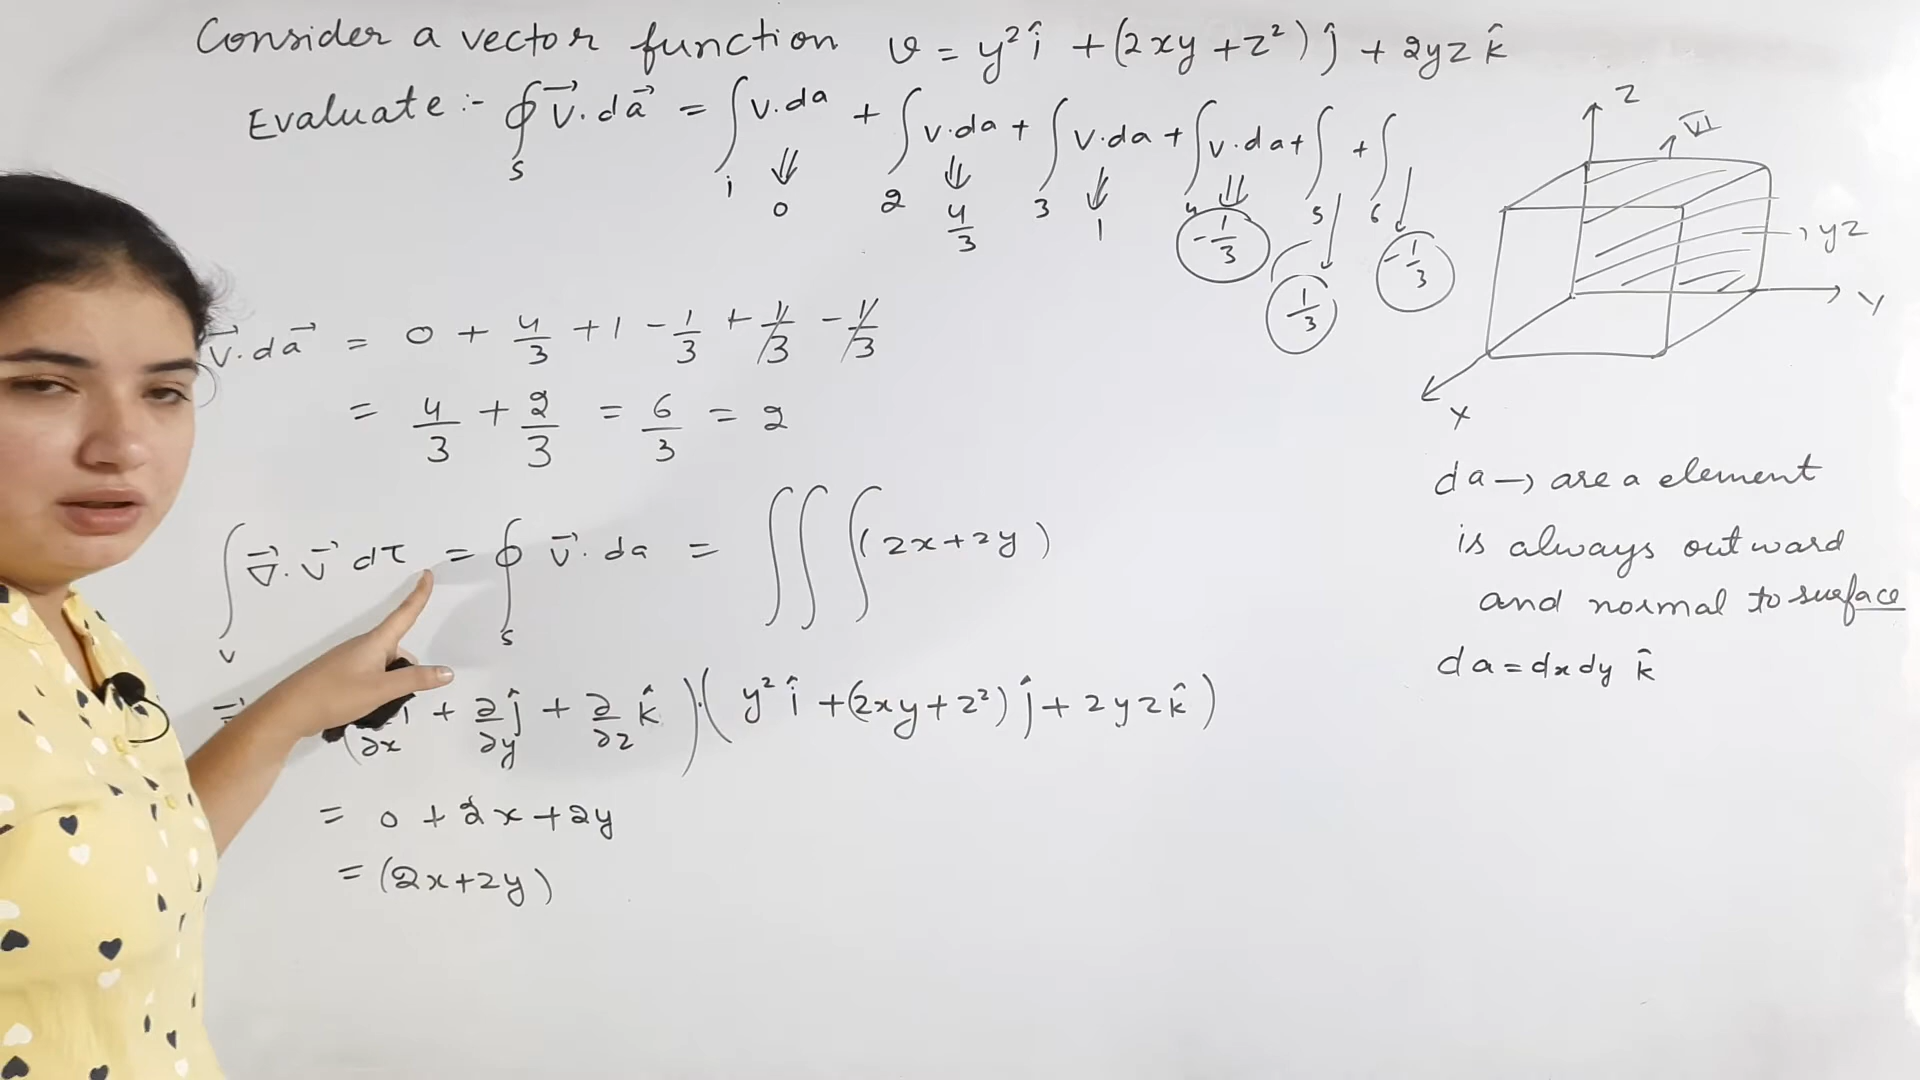 Consider a vector function v = y² î + (2xy + z²) ĵ + 2yz k̂
Evaluate :- ∮ₛ v⃗ . da⃗ = ∫ v.da + ∫ v.da + ∫ v.da + ∫ v.da + ∫ + ∫
1 2 3 4 5 6
⇓ ⇓ ⇓ ⇓
0 4/3 1 -1/3 1/3 -1/3
v⃗ . da⃗ = 0 + 4/3 + 1 - 1/3 + 1/3 - 1/3
= 4/3 + 2/3 = 6/3 = 2
∫ᵥ ∇⃗ . v⃗ dτ = ∮ₛ v⃗ . da = ∫∫∫ (2x+2y)
+ ∂/∂y ĵ + ∂/∂z k̂ ) . ( y² î + (2xy + z²) ĵ + 2yz k̂ )
∂x
= 0 + 2x + 2y
= (2x+2y)
Z
VI
yz
Y
X
da → are a element
is always outward
and normal to surface
da = dx dy k̂